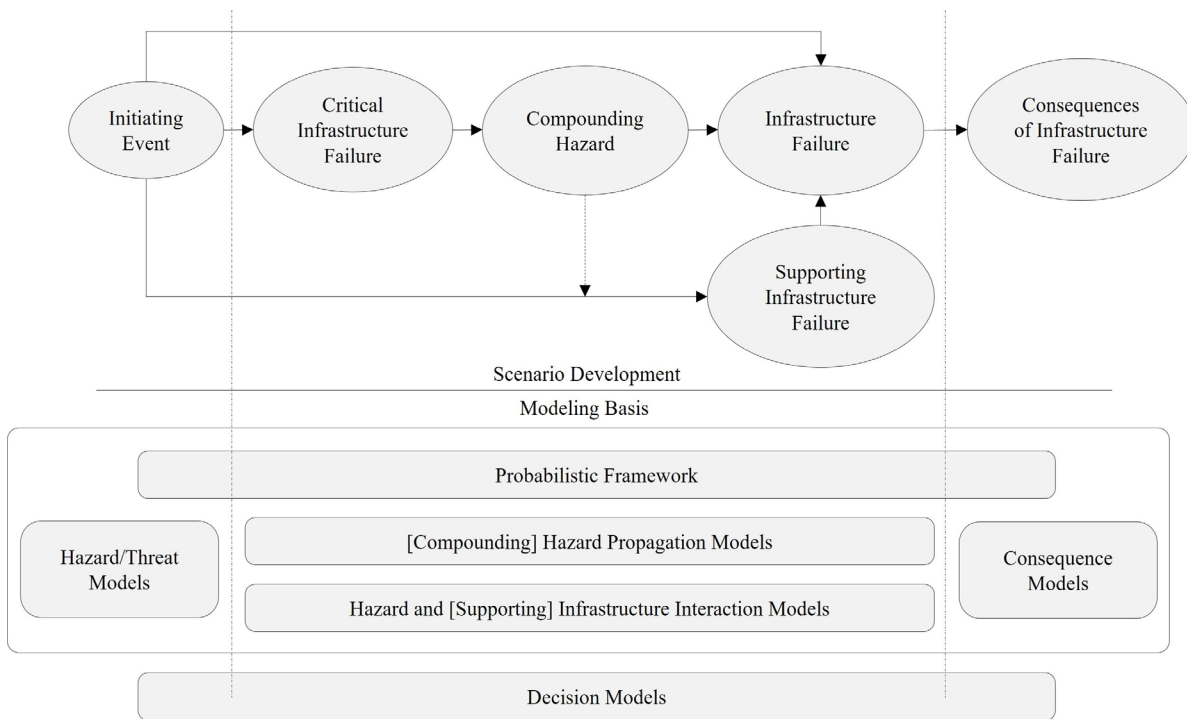 Initiating
Event
Critical
Infrastructure
Failure
Compounding
Hazard
Infrastructure
Failure
Consequences
of Infrastructure
Failure
Supporting
Infrastructure
Failure
Scenario Development
Modeling Basis
Probabilistic Framework
Hazard/Threat
Models
[Compounding] Hazard Propagation Models
Hazard and [Supporting] Infrastructure Interaction Models
Consequence
Models
Decision Models